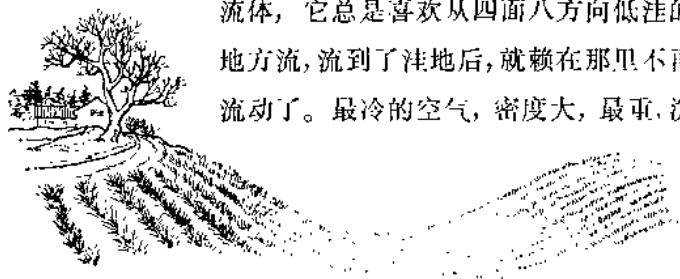 流体，它总是喜欢从四面八方向低洼的
地方流，流到了洼地后，就赖在那里不再
流动了。最冷的空气，密度大，最重，沉